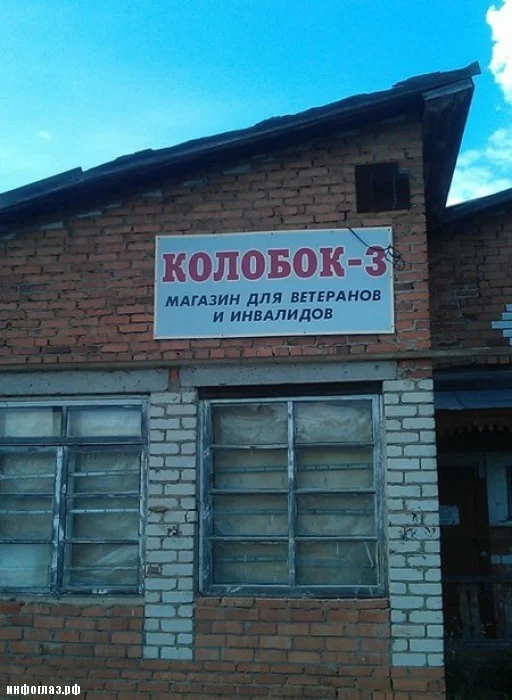 КОЛОБОК-3
МАГАЗИН ДЛЯ ВЕТЕРАНОВ
И ИНВАЛИДОВ
инфоглаз.рф